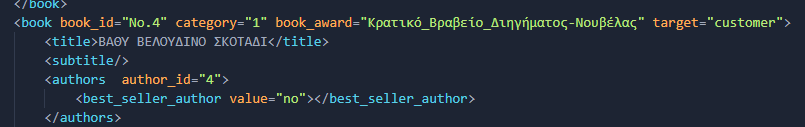 </book>
<book book_id="No.4" category="1" book_award="Κρατικό_Βραβείο_Διηγήματος-Νουβέλας" target="customer">
<title>ΒΑΘΥ ΒΕΛΟΥΔΙΝΟ ΣΚΟΤΑΔΙ</title>
<subtitle/>
<authors  author_id="4">
<best_seller_author value="no"></best_seller_author>
</authors>